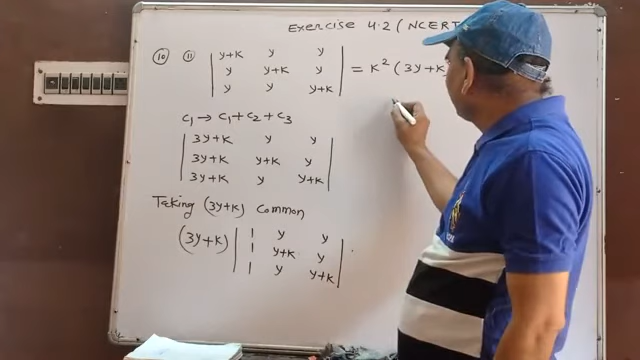 Exercise 4.2 (NCERT
(10) (ii) | y+k y y |
| y y+k y | = k² (3y+k)
| y y y+k |
C₁ → C₁ + C₂ + C₃
| 3y+k y y |
| 3y+k y+k y |
| 3y+k y y+k |
Taking (3y+k) common
(3y+k) | 1 y y |
| 1 y+k y |
| 1 y y+k |